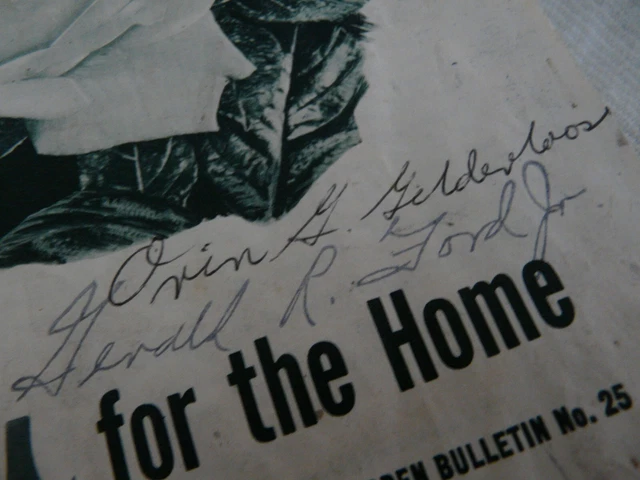 Orin G. Gelderloos
Gerald R. Ford Jr
for the Home
BULLETIN No. 25